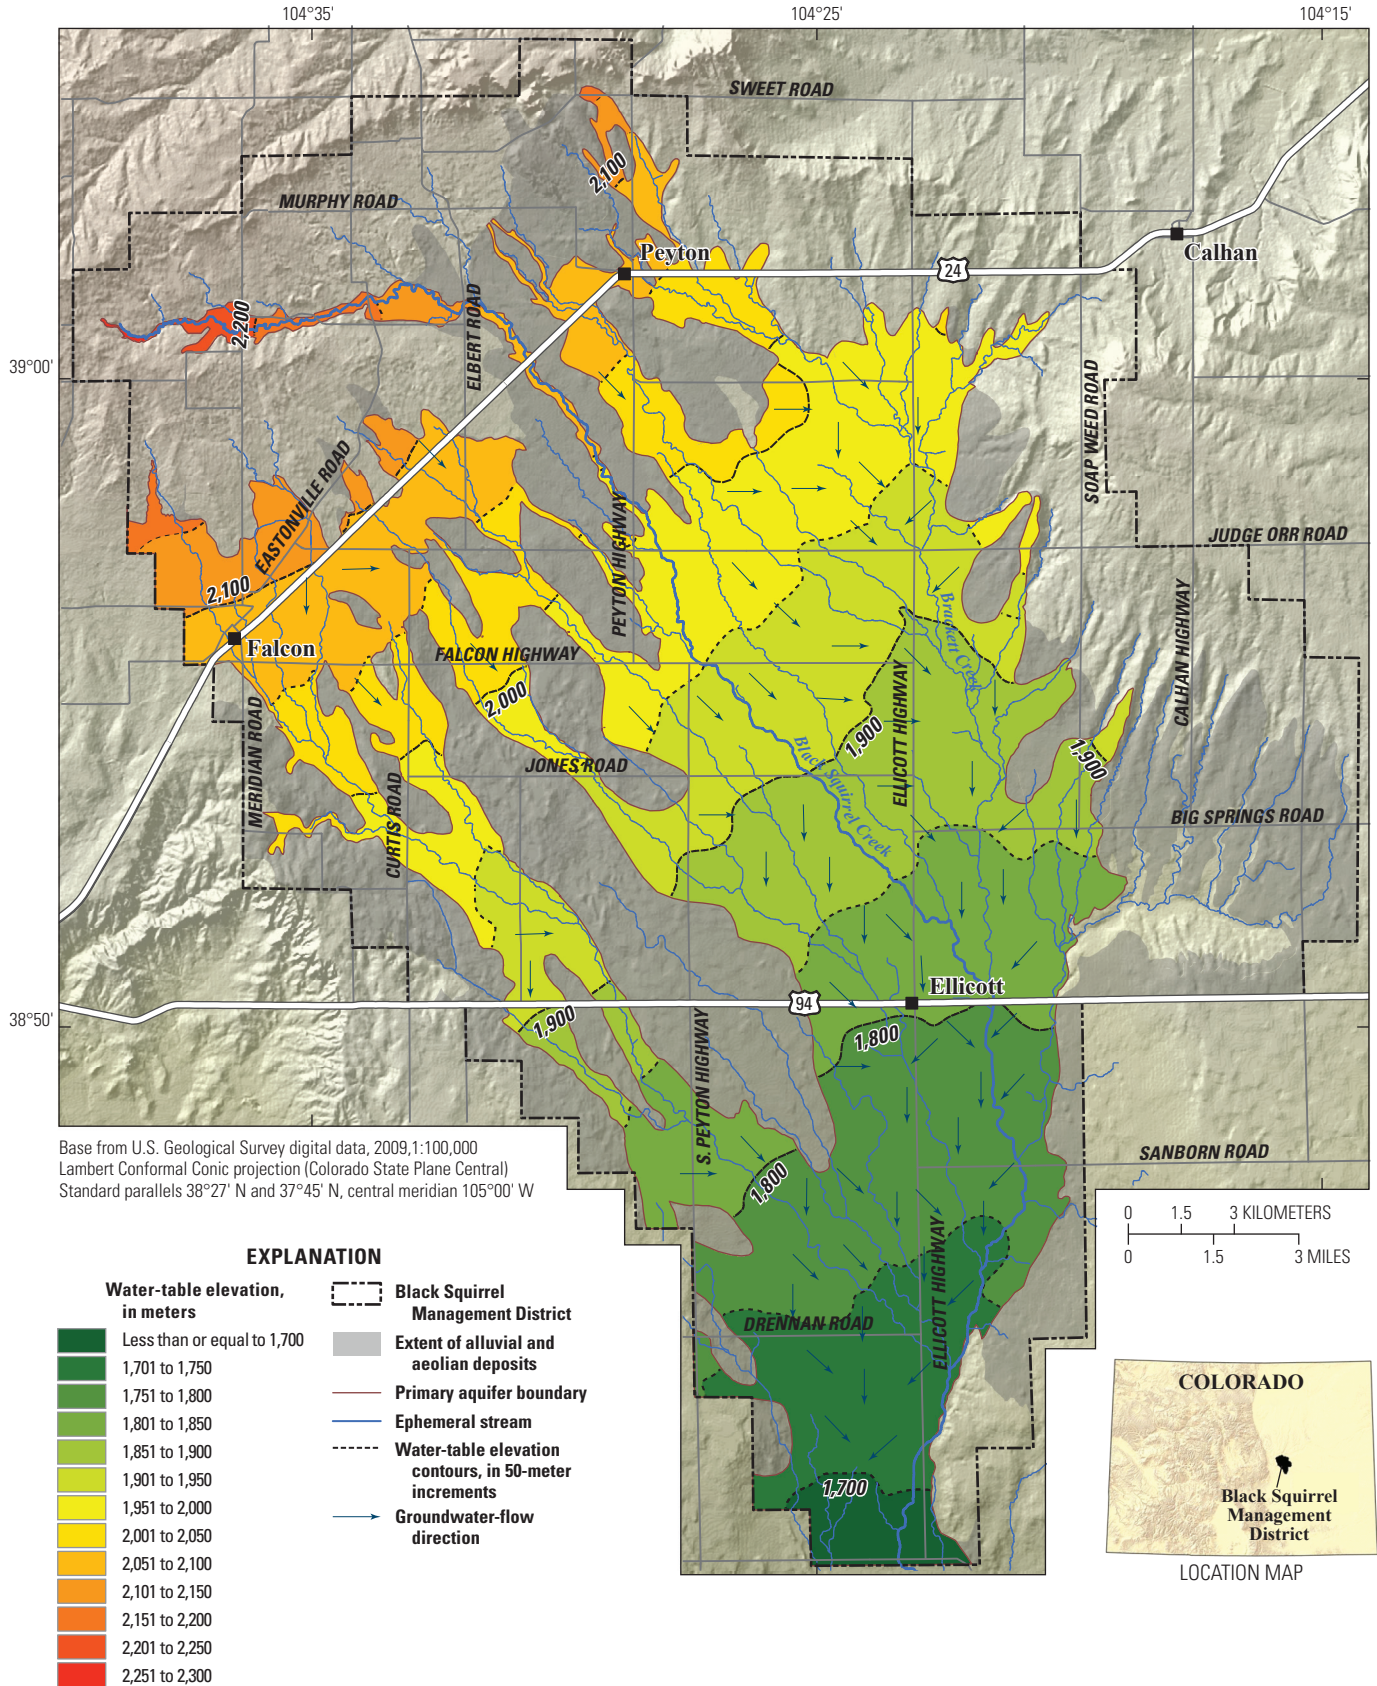 104°35'
104°25'
104°15'
SWEET ROAD
2,100
MURPHY ROAD
Peyton
Calhan
24
2,200
ELBERT ROAD
39°00'
SOAP WEED ROAD
EASTONVILLE ROAD
PEYTON HIGHWAY
JUDGE ORR ROAD
2,100
Falcon
FALCON HIGHWAY
Brackett Creek
CALHAN HIGHWAY
2,000
ELLICOTT HIGHWAY
1,900
MERIDIAN ROAD
JONES ROAD
Black Squirrel Creek
1,900
CURTIS ROAD
BIG SPRINGS ROAD
Ellicott
94
38°50'
1,900
1,800
S. PEYTON HIGHWAY
SANBORN ROAD
1,800
ELLICOTT HIGHWAY
DRENNAN ROAD
1,700
Base from U.S. Geological Survey digital data, 2009,1:100,000
Lambert Conformal Conic projection (Colorado State Plane Central)
Standard parallels 38°27' N and 37°45' N, central meridian 105°00' W
0 1.5 3 KILOMETERS
0 1.5 3 MILES
EXPLANATION
Water-table elevation,
in meters
Less than or equal to 1,700
1,701 to 1,750
1,751 to 1,800
1,801 to 1,850
1,851 to 1,900
1,901 to 1,950
1,951 to 2,000
2,001 to 2,050
2,051 to 2,100
2,101 to 2,150
2,151 to 2,200
2,201 to 2,250
2,251 to 2,300
Black Squirrel
Management District
Extent of alluvial and
aeolian deposits
Primary aquifer boundary
Ephemeral stream
Water-table elevation
contours, in 50-meter
increments
Groundwater-flow
direction
COLORADO
Black Squirrel
Management
District
LOCATION MAP